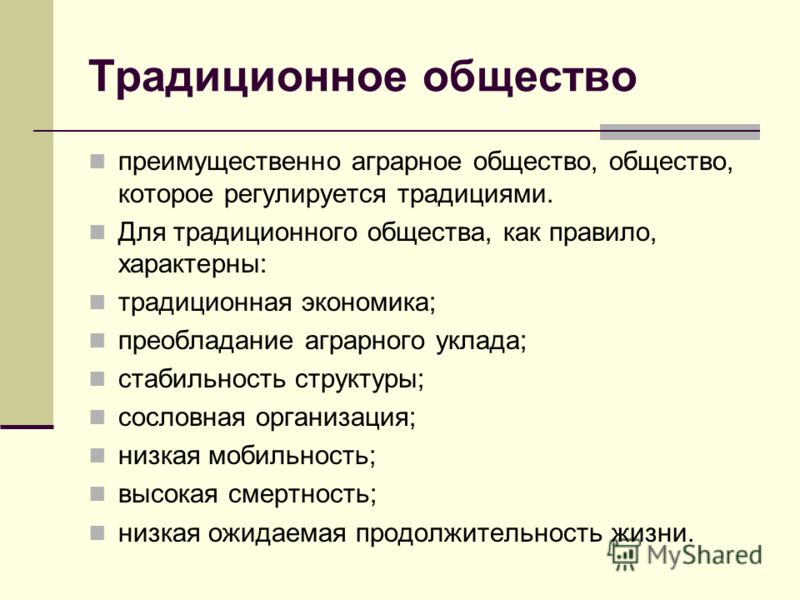 Традиционное общество
преимущественно аграрное общество, общество,
которое регулируется традициями.
Для традиционного общества, как правило,
характерны:
традиционная экономика;
преобладание аграрного уклада;
стабильность структуры;
сословная организация;
низкая мобильность;
высокая смертность;
низкая ожидаемая продолжительность жизни.
MyShared